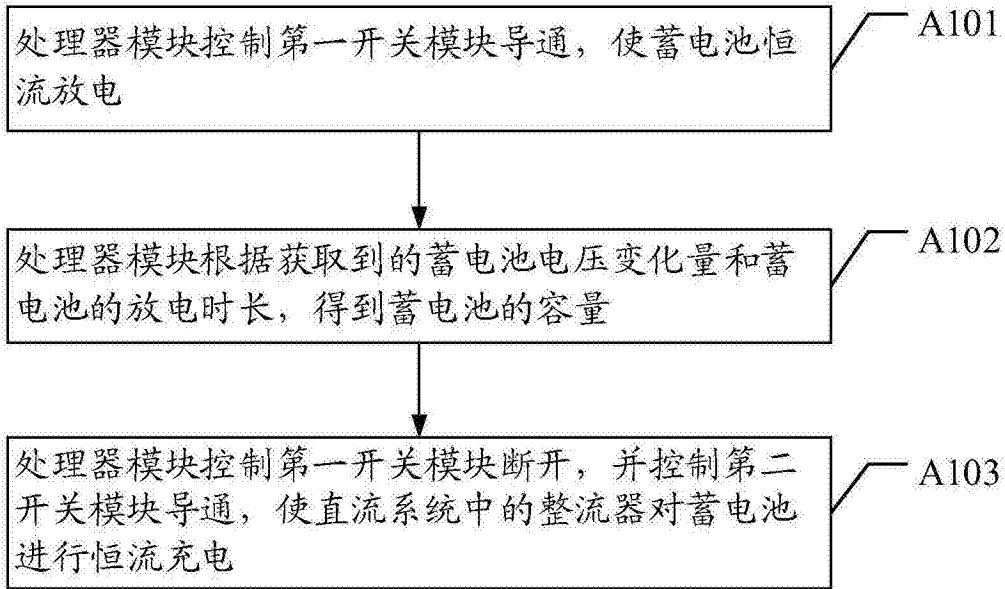 处理器模块控制第一开关模块导通，使蓄电池恒
流放电
A101
处理器模块根据获取到的蓄电池电压变化量和蓄
电池的放电时长，得到蓄电池的容量
A102
处理器模块控制第一开关模块断开，并控制第二
开关模块导通，使直流系统中的整流器对蓄电池
进行恒流充电
A103